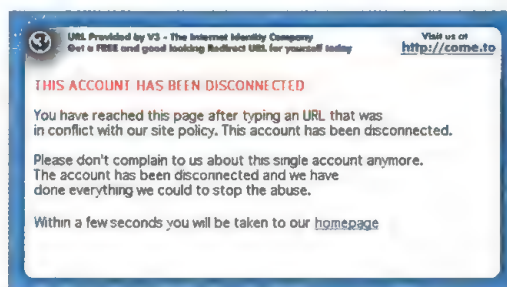 URL Provided by V3 - The Internet Identity Company
Get a FREE and good looking Redirect URL for yourself today
Visit us at
http://come.to
THIS ACCOUNT HAS BEEN DISCONNECTED
You have reached this page after typing an URL that was
in conflict with our site policy. This account has been disconnected.
Please don't complain to us about this single account anymore.
The account has been disconnected and we have
done everything we could to stop the abuse.
Within a few seconds you will be taken to our homepage